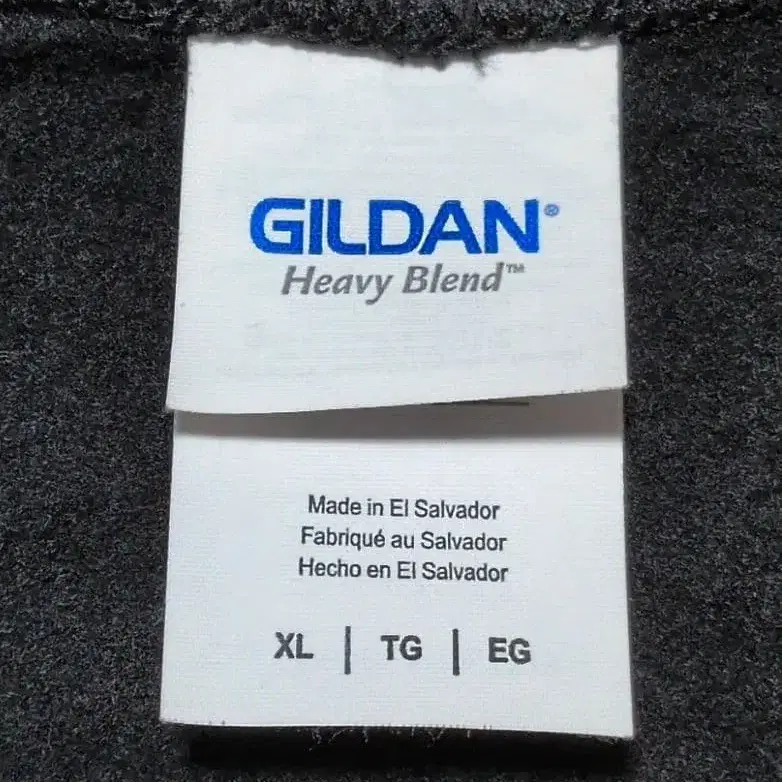 GILDAN®
Heavy Blend™
Made in El Salvador
Fabriqué au Salvador
Hecho en El Salvador
XL | TG | EG